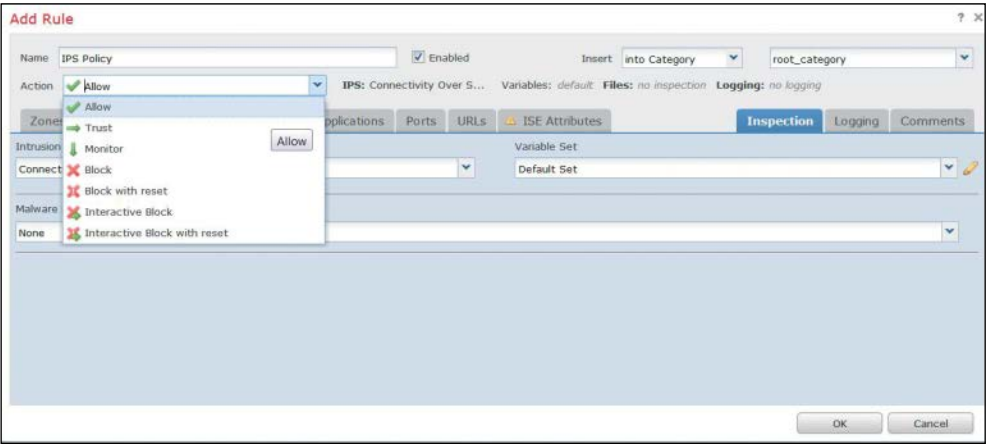 Add Rule ? ×
Name IPS Policy Enabled Insert into Category root_category
Action Allow IPS: Connectivity Over S... Variables: default Files: no inspection Logging: no logging
Allow
Trust
Monitor
Block
Block with reset
Interactive Block
Interactive Block with reset
Allow
Zone pplications Ports URLs ISE Attributes Inspection Logging Comments
Intrusion Variable Set
Connect Default Set
Malware
None
OK Cancel